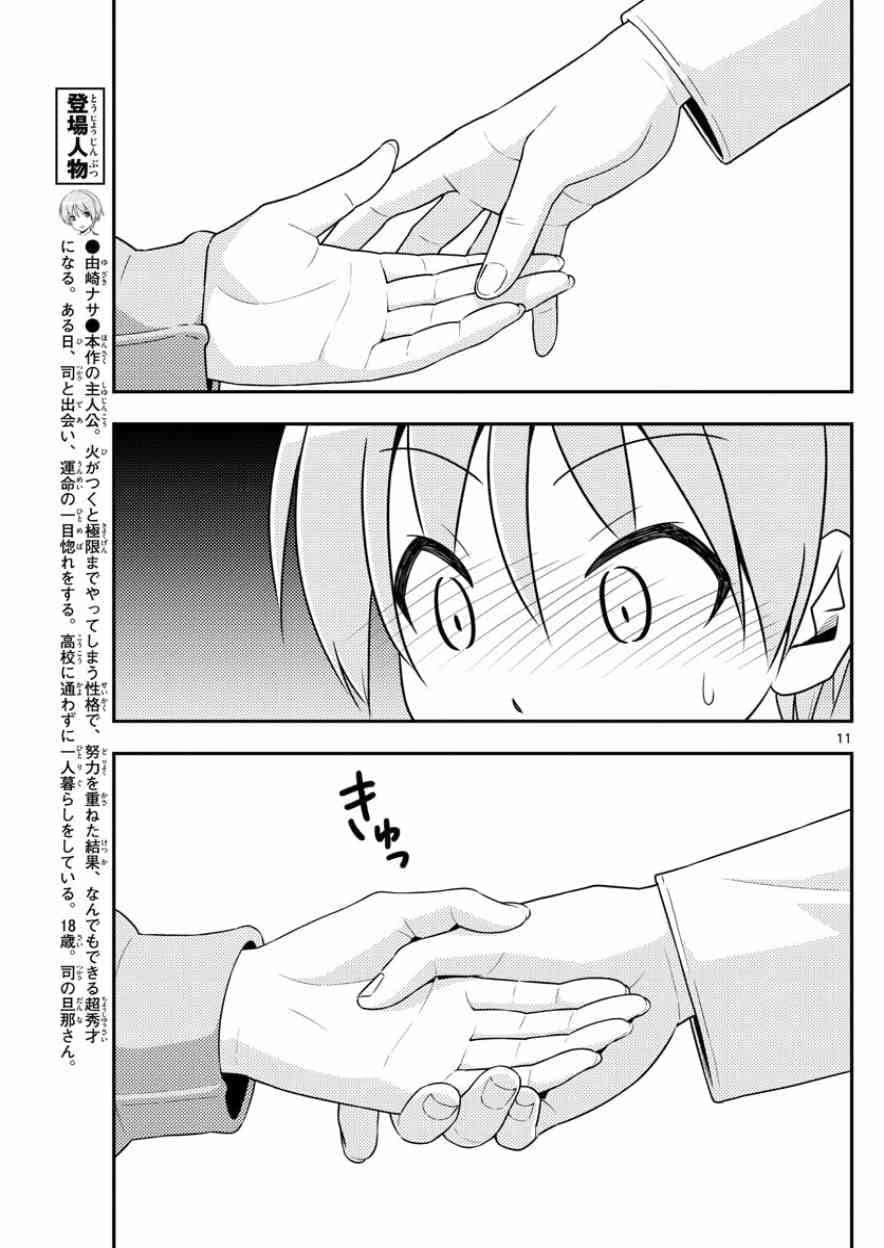 登場人物
●由崎ナサ●本作の主人公。火がつくと極限までやってしまう性格で、努力を重ねた結果、なんでもできる超秀才
になる。ある日、司と出会い、運命の一目惚れをする。高校に通わずに一人暮らしをしている。18歳。司の旦那さん。
11
きゅっ